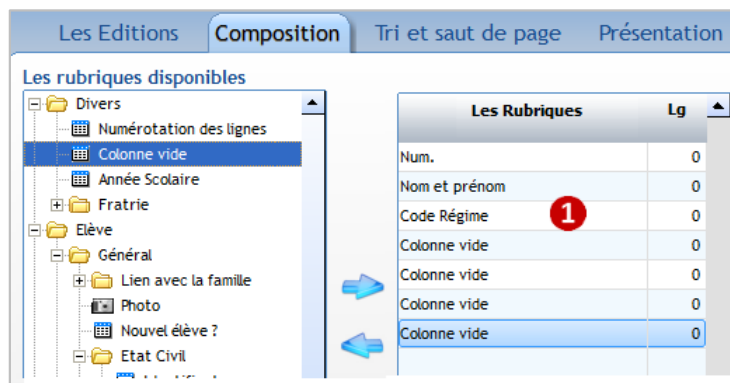 Les Editions Composition Tri et saut de page Présentation
Les rubriques disponibles
Divers
Numérotation des lignes
Colonne vide
Année Scolaire
Fratrie
Elève
Général
Lien avec la famille
Photo
Nouvel élève ?
Etat Civil
Les Rubriques Lg
Num. 0
Nom et prénom 0
Code Régime 0
1
Colonne vide 0
Colonne vide 0
Colonne vide 0
Colonne vide 0